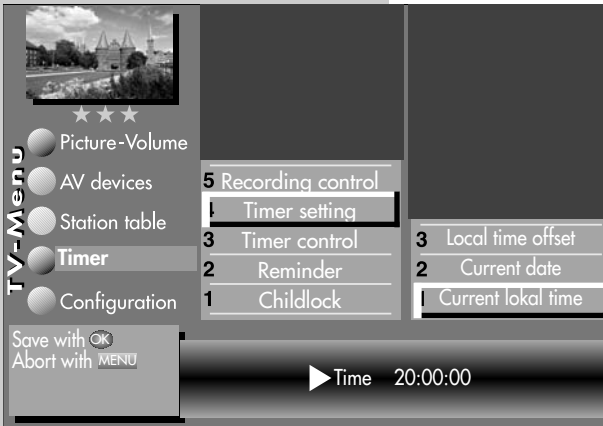 TV-Menu
Picture-Volume
AV devices
Station table
Timer
Configuration
5 Recording control
4 Timer setting
3 Timer control
2 Reminder
1 Childlock
3 Local time offset
2 Current date
1 Current lokal time
Save with OK
Abort with MENU
Time 20:00:00